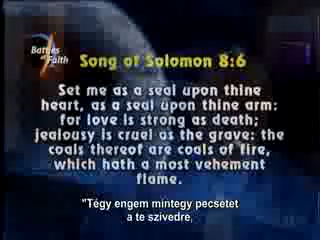 Battles
of Faith
Song of Solomon 8:6
Set me as a seal upon thine
heart, as a seal upon thine arm:
for love is strong as death;
jealousy is cruel as the grave: the
coals thereof are coals of fire,
which hath a most vehement
flame.
"Tégy engem mintegy pecsétet
a te szívedre,